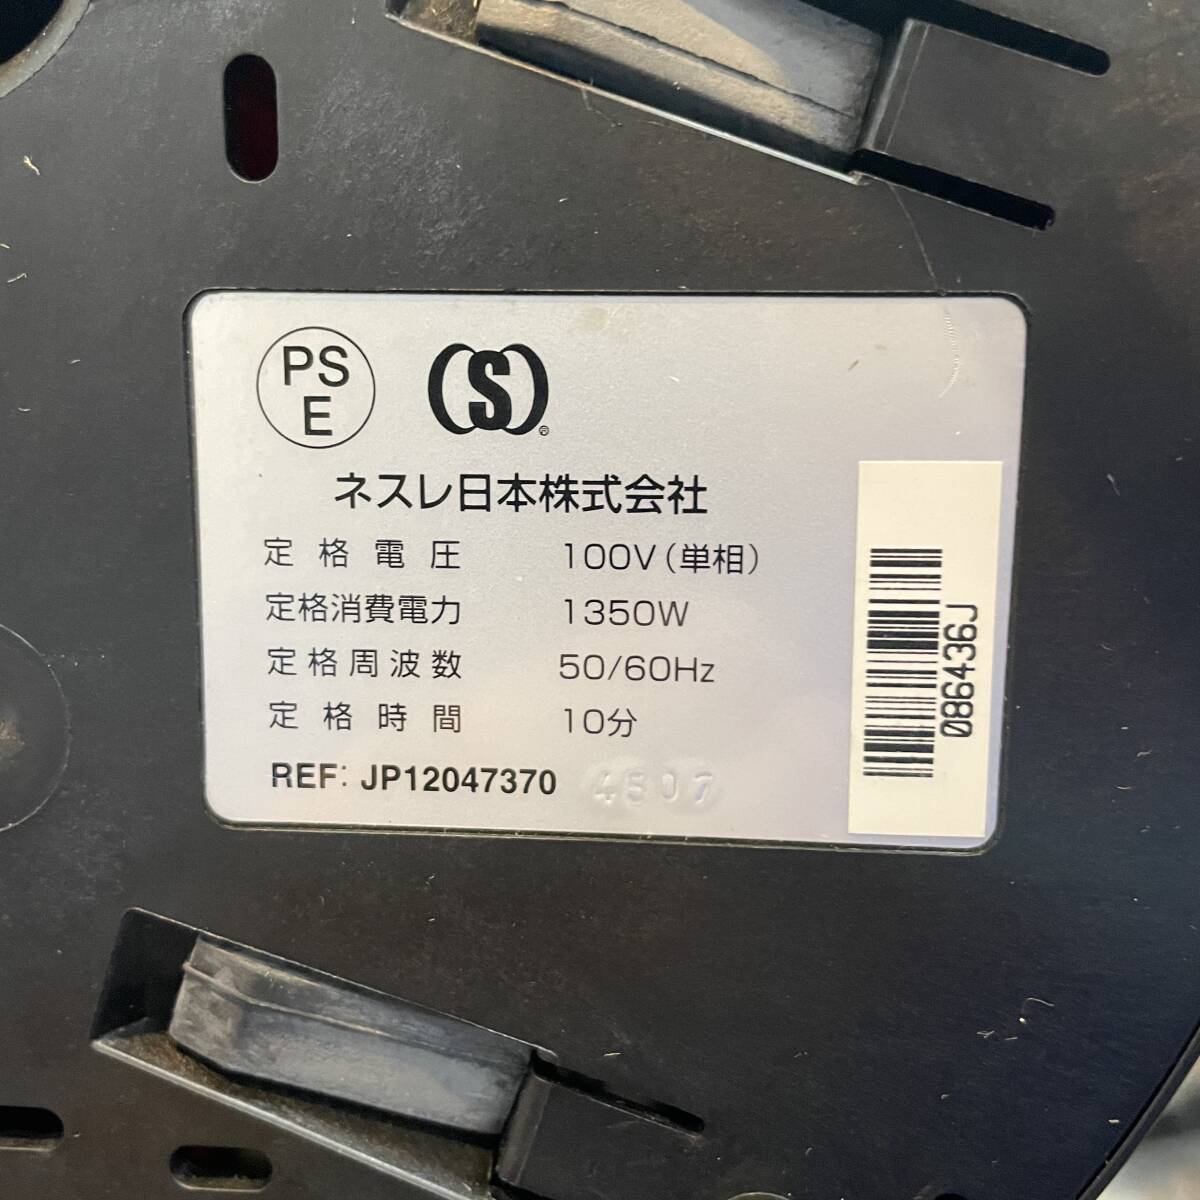 PS
E
(S)®
ネスレ日本株式会社
定格電圧 100V(単相)
定格消費電力 1350W
定格周波数 50/60Hz
定格時間 10分
REF: JP12047370 4507
086436J